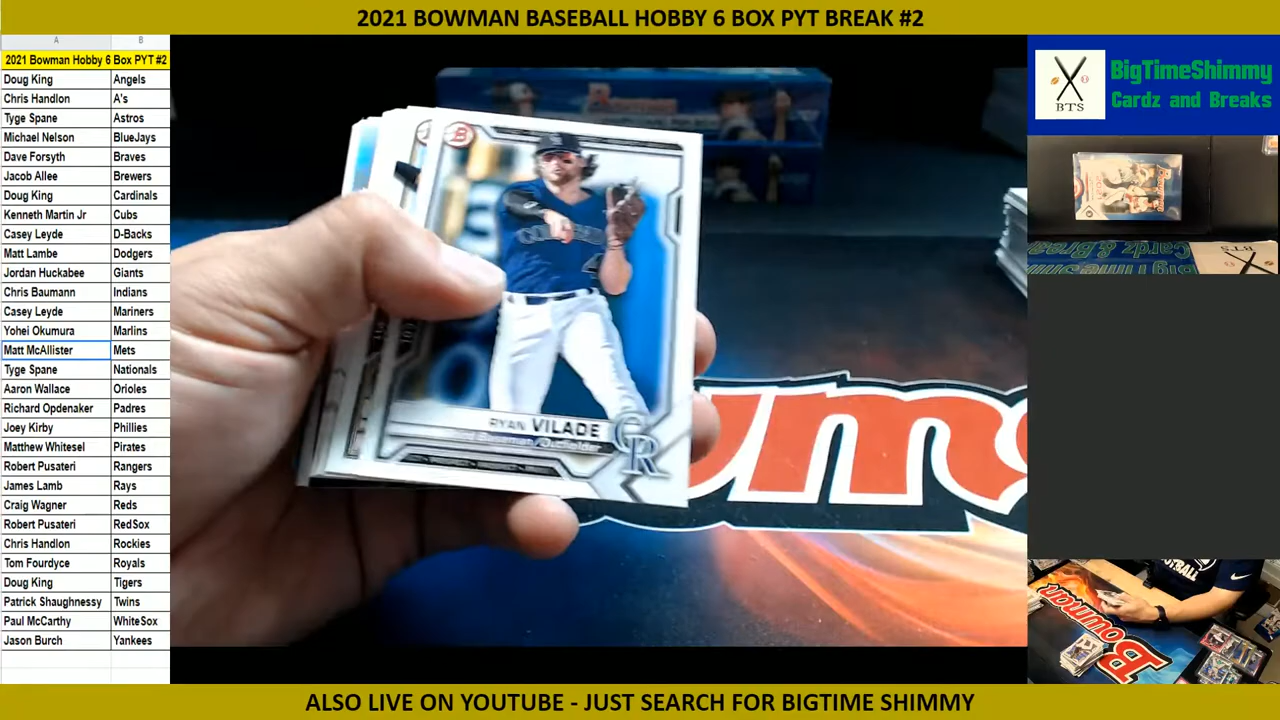 2021 BOWMAN BASEBALL HOBBY 6 BOX PYT BREAK #2
A B
2021 Bowman Hobby 6 Box PYT #2
Doug King Angels
Chris Handlon A's
Tyge Spane Astros
Michael Nelson BlueJays
Dave Forsyth Braves
Jacob Allee Brewers
Doug King Cardinals
Kenneth Martin Jr Cubs
Casey Leyde D-Backs
Matt Lambe Dodgers
Jordan Huckabee Giants
Chris Baumann Indians
Casey Leyde Mariners
Yohei Okumura Marlins
Matt McAllister Mets
Tyge Spane Nationals
Aaron Wallace Orioles
Richard Opdenaker Padres
Joey Kirby Phillies
Matthew Whitesel Pirates
Robert Pusateri Rangers
James Lamb Rays
Craig Wagner Reds
Robert Pusateri RedSox
Chris Handlon Rockies
Tom Fourdyce Royals
Doug King Tigers
Patrick Shaughnessy Twins
Paul McCarthy WhiteSox
Jason Burch Yankees
B
RYAN VILADE
CR
BTS
BigTimeShimmy
Cardz and Breaks
Cardz & Breaks
BTS
Bowman
ALSO LIVE ON YOUTUBE - JUST SEARCH FOR BIGTIME SHIMMY